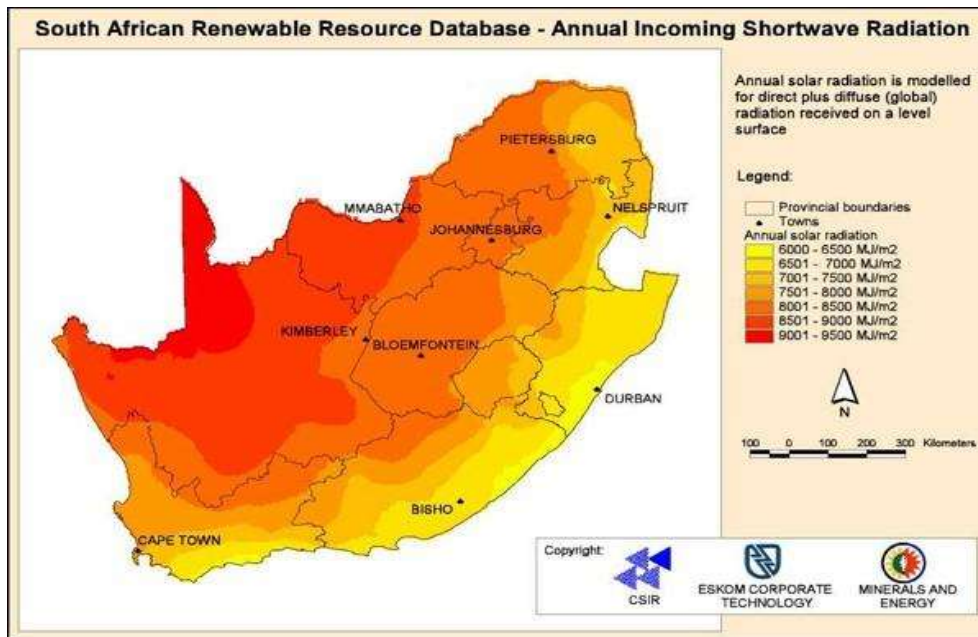 South African Renewable Resource Database - Annual Incoming Shortwave Radiation
Annual solar radiation is modelled
for direct plus diffuse (global)
radiation received on a level
surface
Legend:
Provincial boundaries
Towns
Annual solar radiation
6000 - 6500 MJ/m2
6501 - 7000 MJ/m2
7001 - 7500 MJ/m2
7501 - 8000 MJ/m2
8001 - 8500 MJ/m2
8501 - 9000 MJ/m2
9001 - 9500 MJ/m2
N
100 0 100 200 300 Kilometers
PIETERSBURG
MMABATHO
NELSPRUIT
JOHANNESBURG
KIMBERLEY
BLOEMFONTEIN
DURBAN
BISHO
CAPE TOWN
Copyright:
CSIR
ESKOM CORPORATE
TECHNOLOGY
MINERALS AND
ENERGY